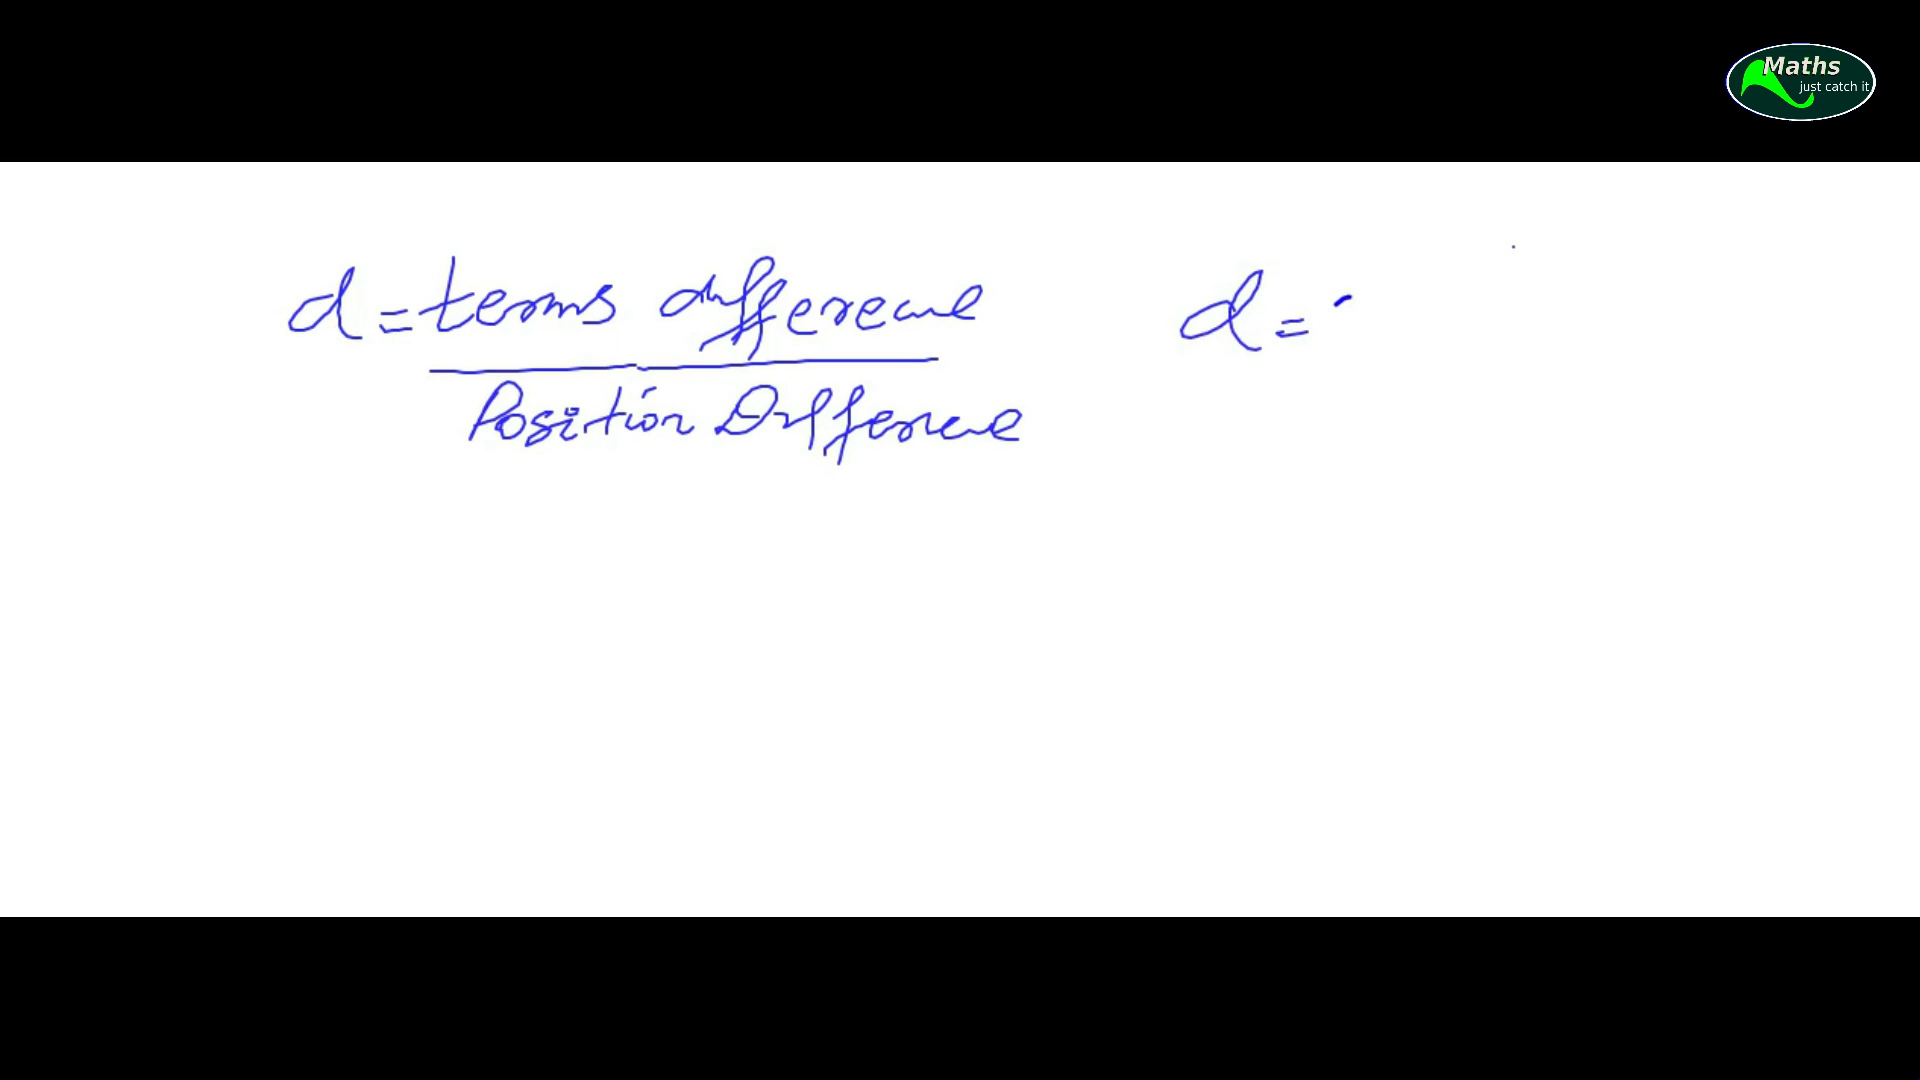 Maths
just catch it
d = terms difference d =
Position Difference